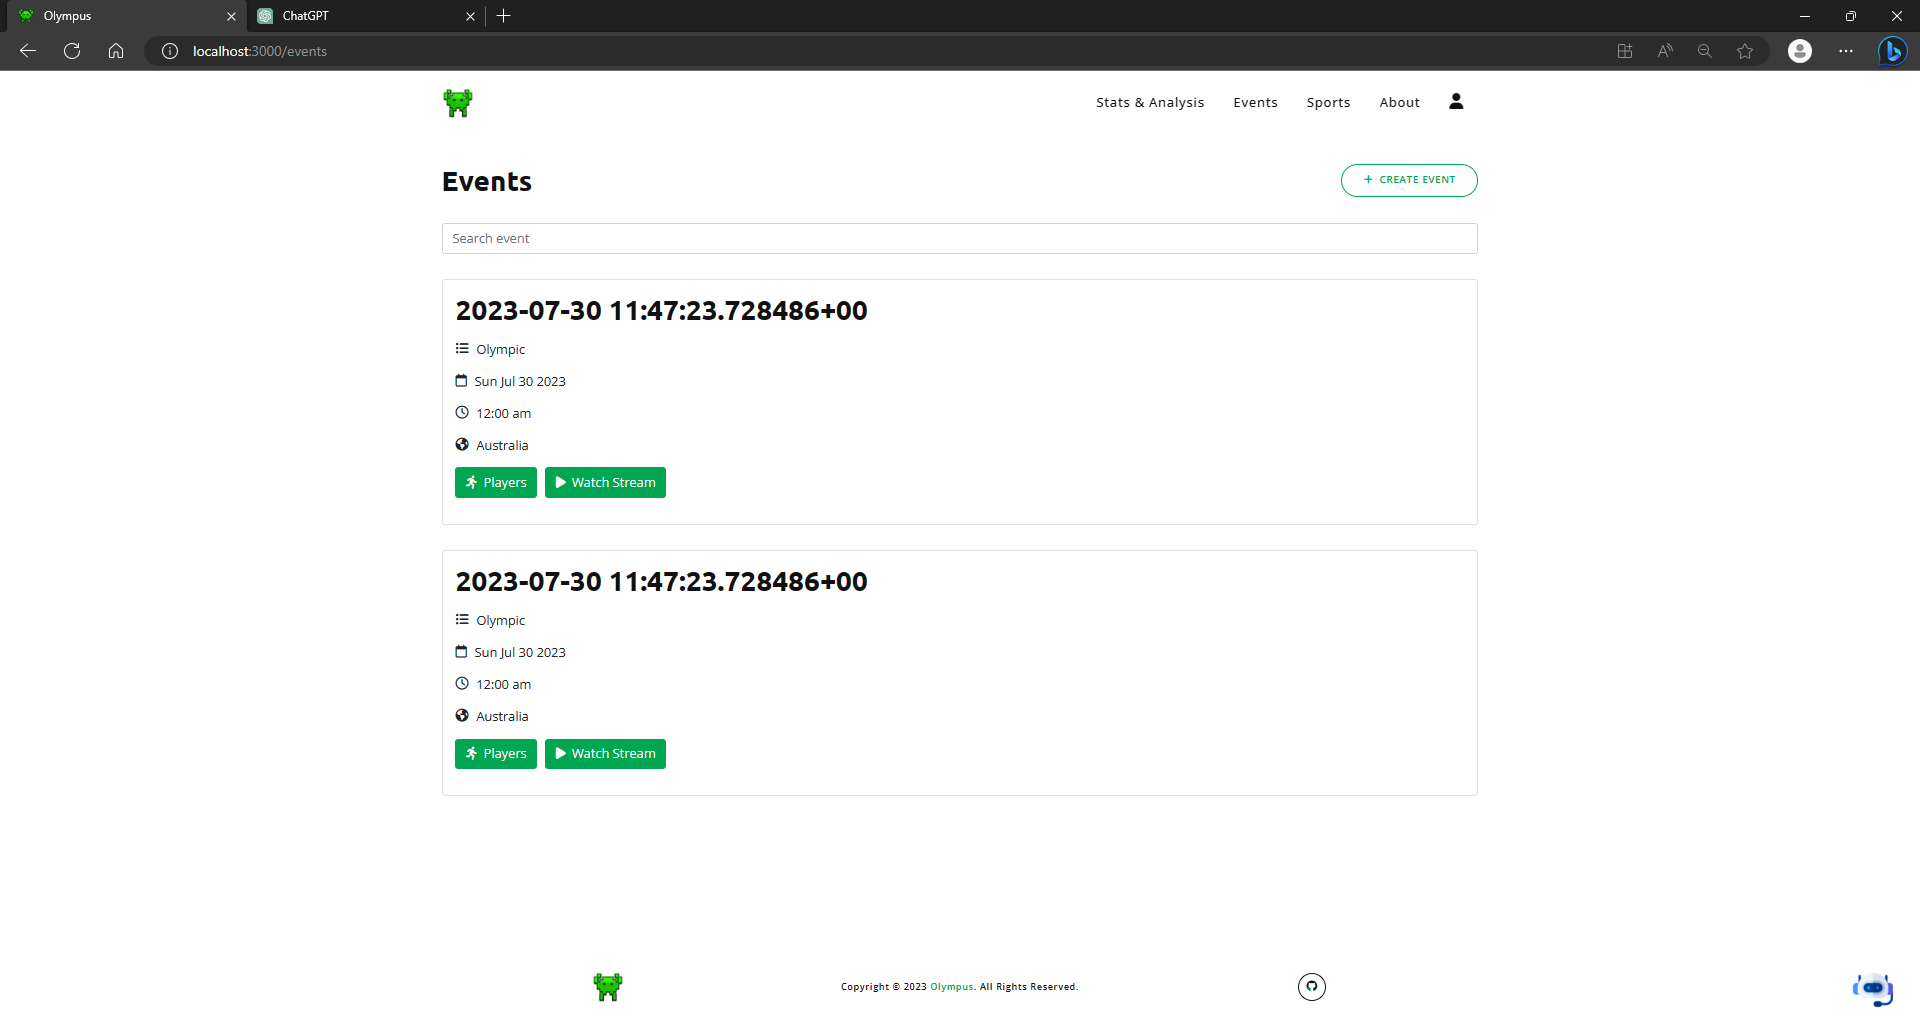 Olympus
ChatGPT
localhost:3000/events
Stats & Analysis Events Sports About
Events
+ CREATE EVENT
Search event
2023-07-30 11:47:23.728486+00
Olympic
Sun Jul 30 2023
12:00 am
Australia
Players Watch Stream
2023-07-30 11:47:23.728486+00
Olympic
Sun Jul 30 2023
12:00 am
Australia
Players Watch Stream
Copyright © 2023 Olympus. All Rights Reserved.